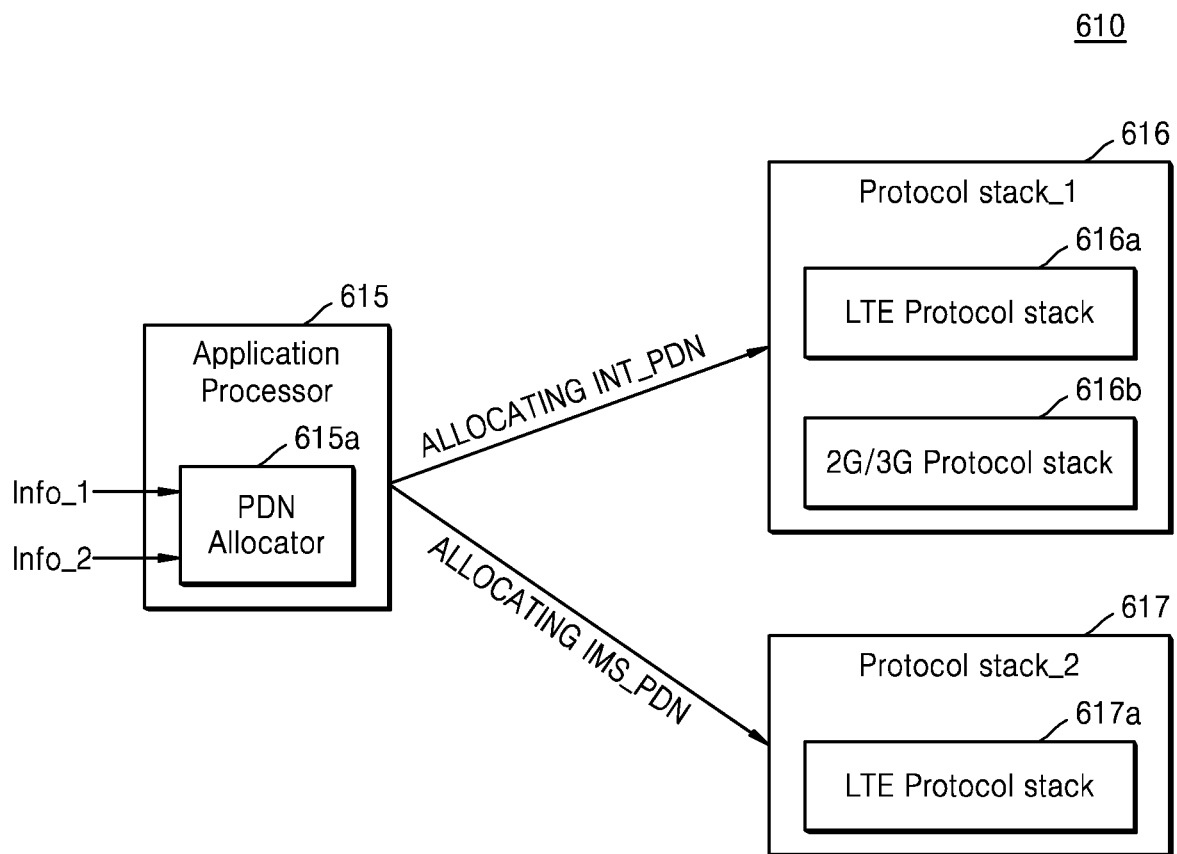 610
616
Protocol stack_1
616a
LTE Protocol stack
616b
2G/3G Protocol stack
615
Application
Processor
615a
PDN
Allocator
Info_1
Info_2
ALLOCATING INT_PDN
ALLOCATING IMS_PDN
617
Protocol stack_2
617a
LTE Protocol stack